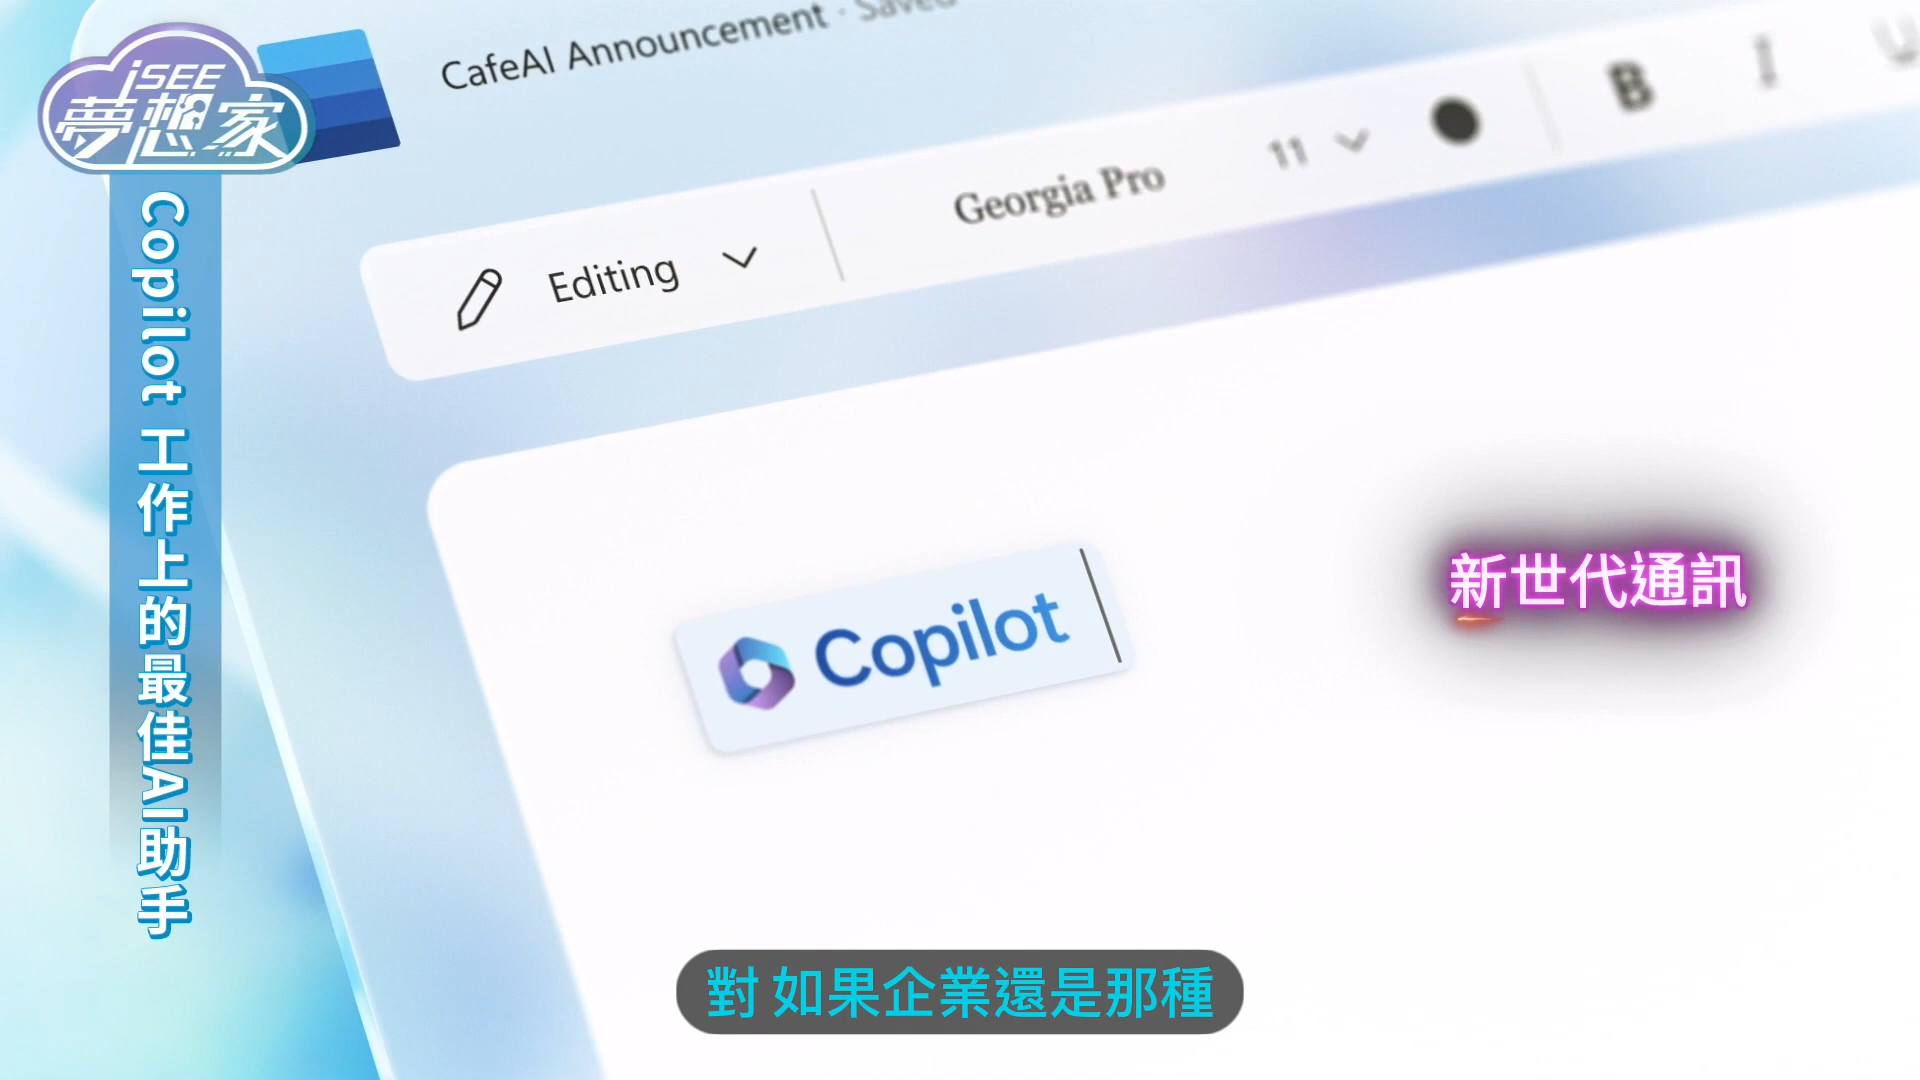 iSEE
夢想家
CafeAI Announcement · Saved
Editing
Georgia Pro
11
B
I
U
Copilot 工作上的最佳AI助手
Copilot
新世代通訊
對 如果企業還是那種